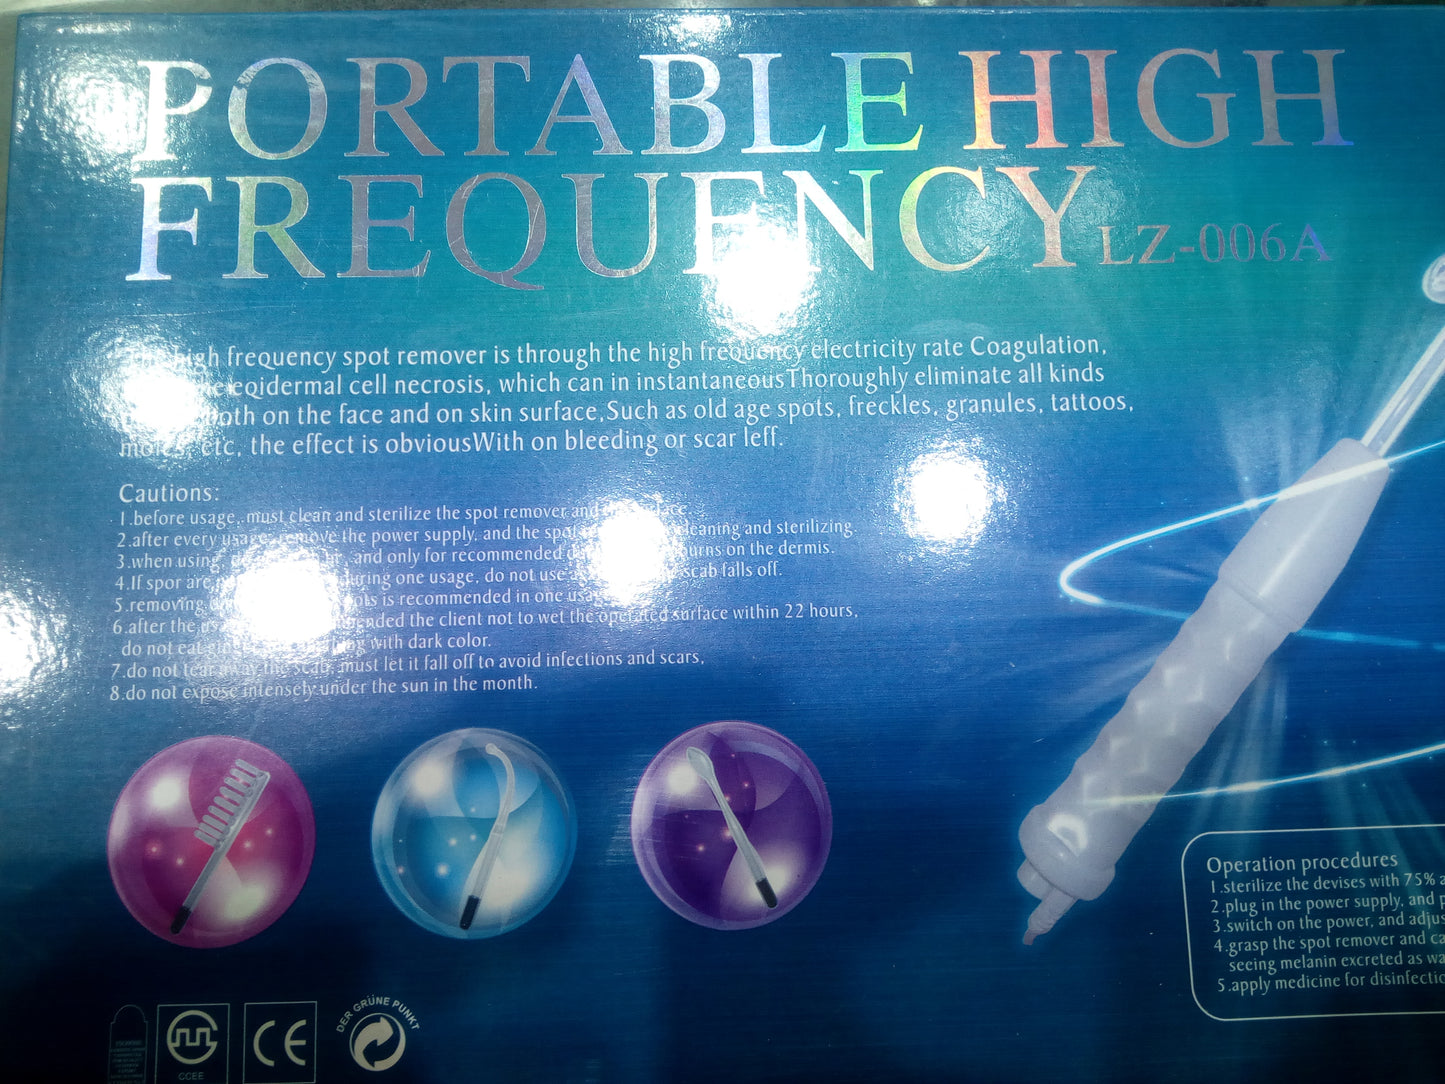 PORTABLE HIGH
FREQUENCY LZ-006A
high frequency spot remover is through the high frequency electricity rate Coagulation,
eqidermal cell necrosis, which can in instantaneousThoroughly eliminate all kinds
on the face and on skin surface,Such as old age spots, freckles, granules, tattoos,
moles, etc, the effect is obviousWith on bleeding or scar leff.
Cautions:
1.before usage, must clean and sterilize the spot remover and
2.after every usage, remove the power supply, and the spot cleaning and sterilizing.
3.when using, and only for recommended burns on the dermis.
4.If spor are during one usage, do not use scab falls off.
5.removing is recommended in one
6.after the the client not to wet the operated surface within 22 hours,
do not eat with dark color.
7.do not tear away the scab, must let it fall off to avoid infections and scars,
8.do not expose intensely under the sun in the month.
Operation procedures
1.sterilize the devises with 75%
2.plug in the power supply, and
3.switch on the power, and
4.grasp the spot remover and
seeing melanin excreted as
5.apply medicine for
CCEE
CE
DER GRÜNE PUNKT